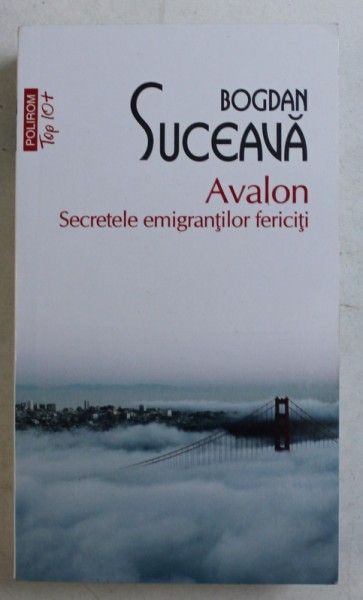 POLIROM
Top 10+
BOGDAN
SUCEAVĂ
Avalon
Secretele emigranţilor fericiţi